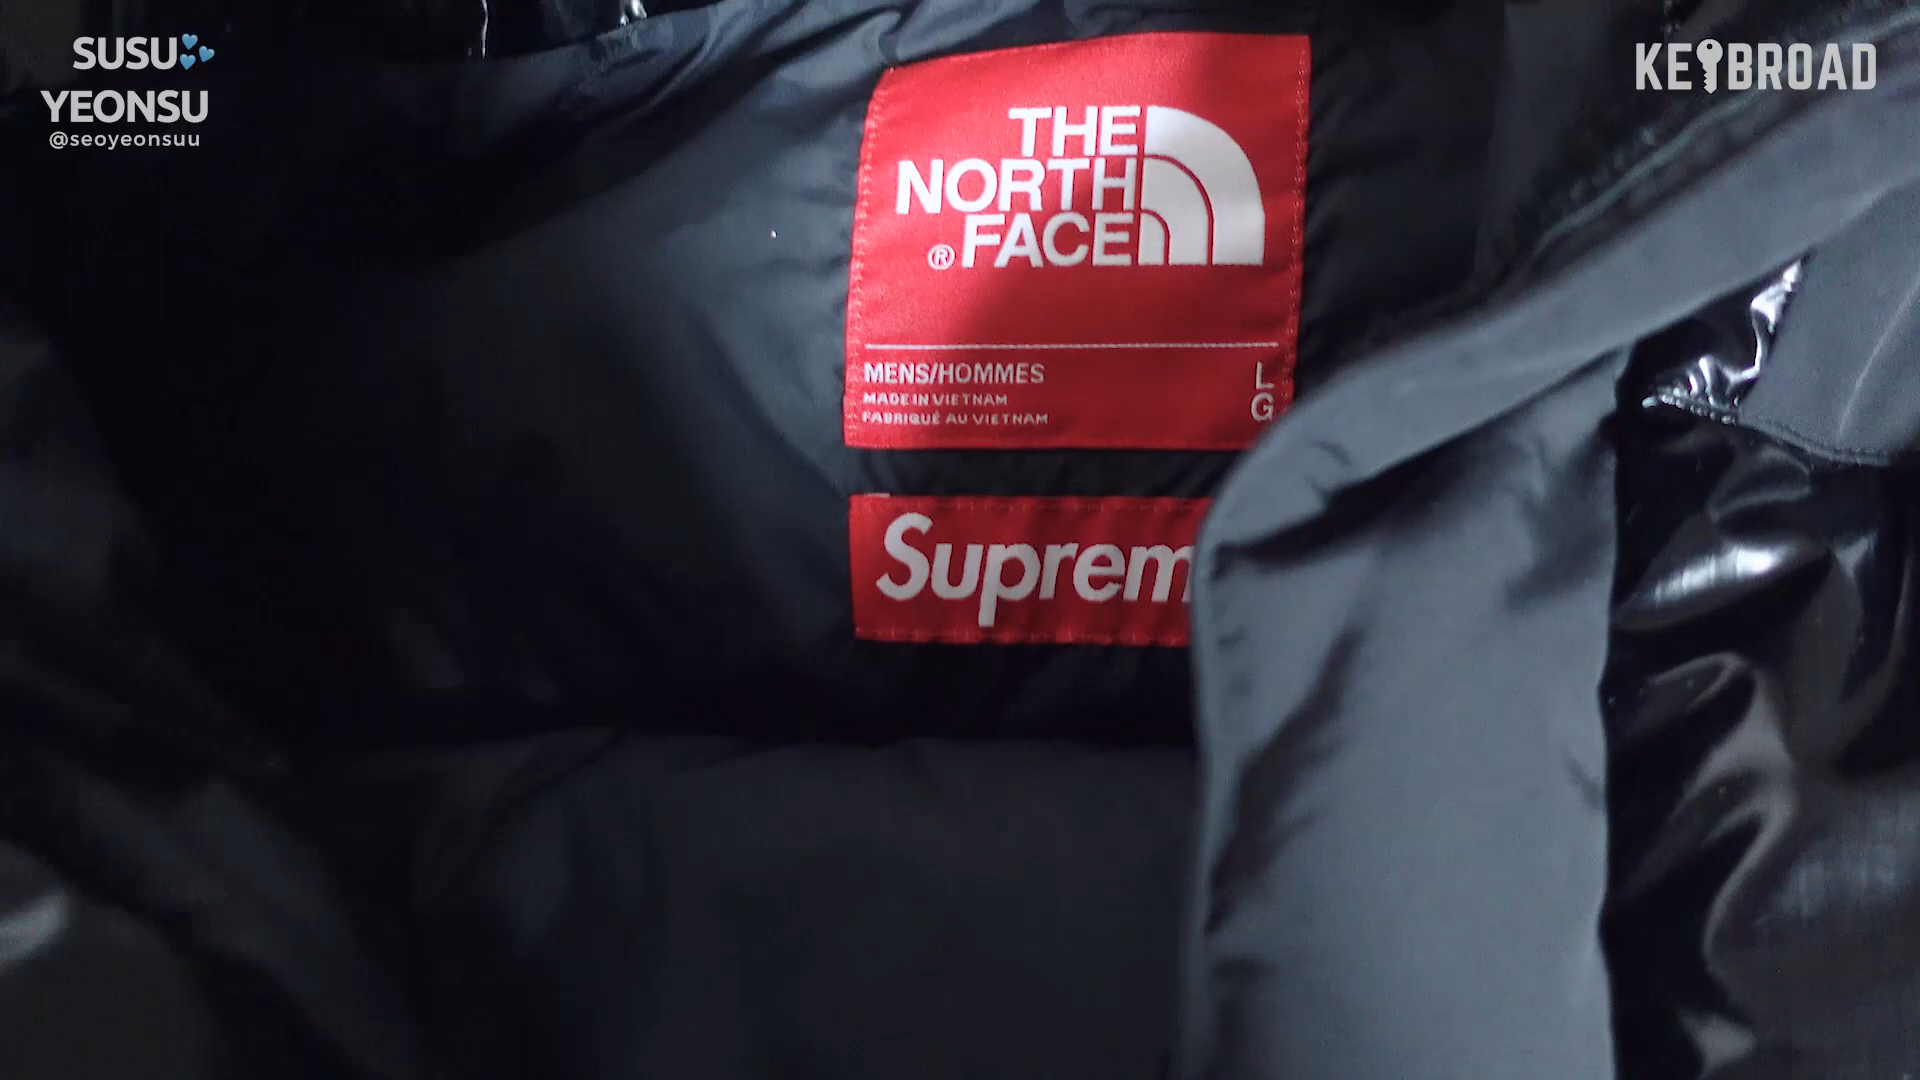 SUSU
YEONSU
@seoyeonsuu
KEYBROAD
THE
NORTH
FACE
®
MENS/HOMMES L
MADE IN VIETNAM G
FABRIQUÉ AU VIETNAM
Suprem